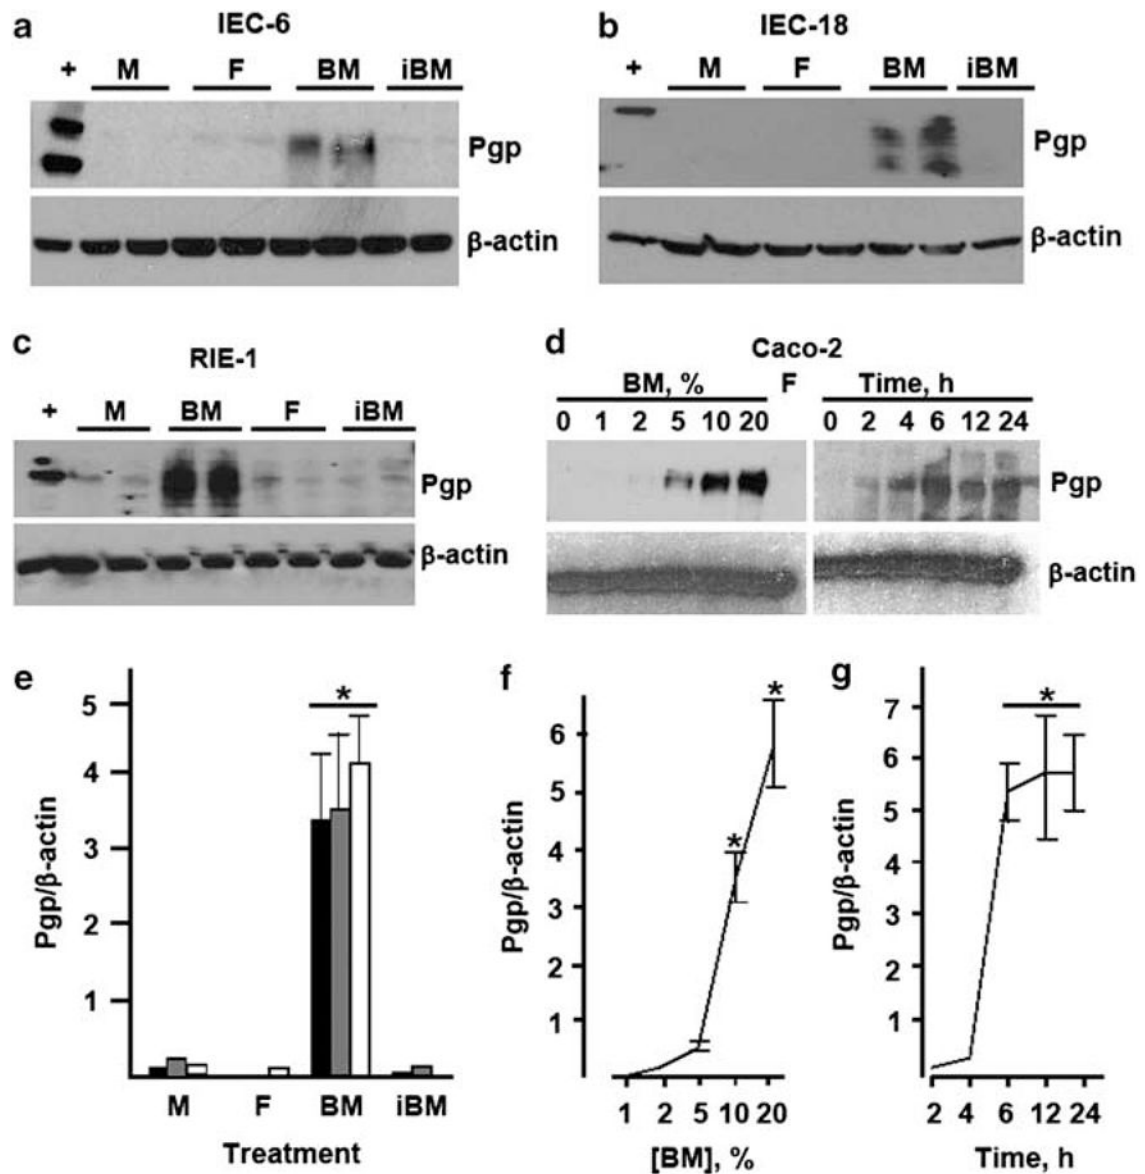 a
IEC-6
+ M F BM iBM
Pgp
β-actin
b
IEC-18
+ M F BM iBM
Pgp
β-actin
c
RIE-1
+ M BM F iBM
Pgp
β-actin
d
Caco-2
BM, % F Time, h
0 1 2 5 10 20 0 2 4 6 12 24
Pgp
β-actin
e
Pgp/β-actin
5
4
3
2
1
*
M F BM iBM
Treatment
f
Pgp/β-actin
6
5
4
3
2
1
*
*
1 2 5 10 20
[BM], %
g
Pgp/β-actin
7
6
5
4
3
2
1
*
2 4 6 12 24
Time, h